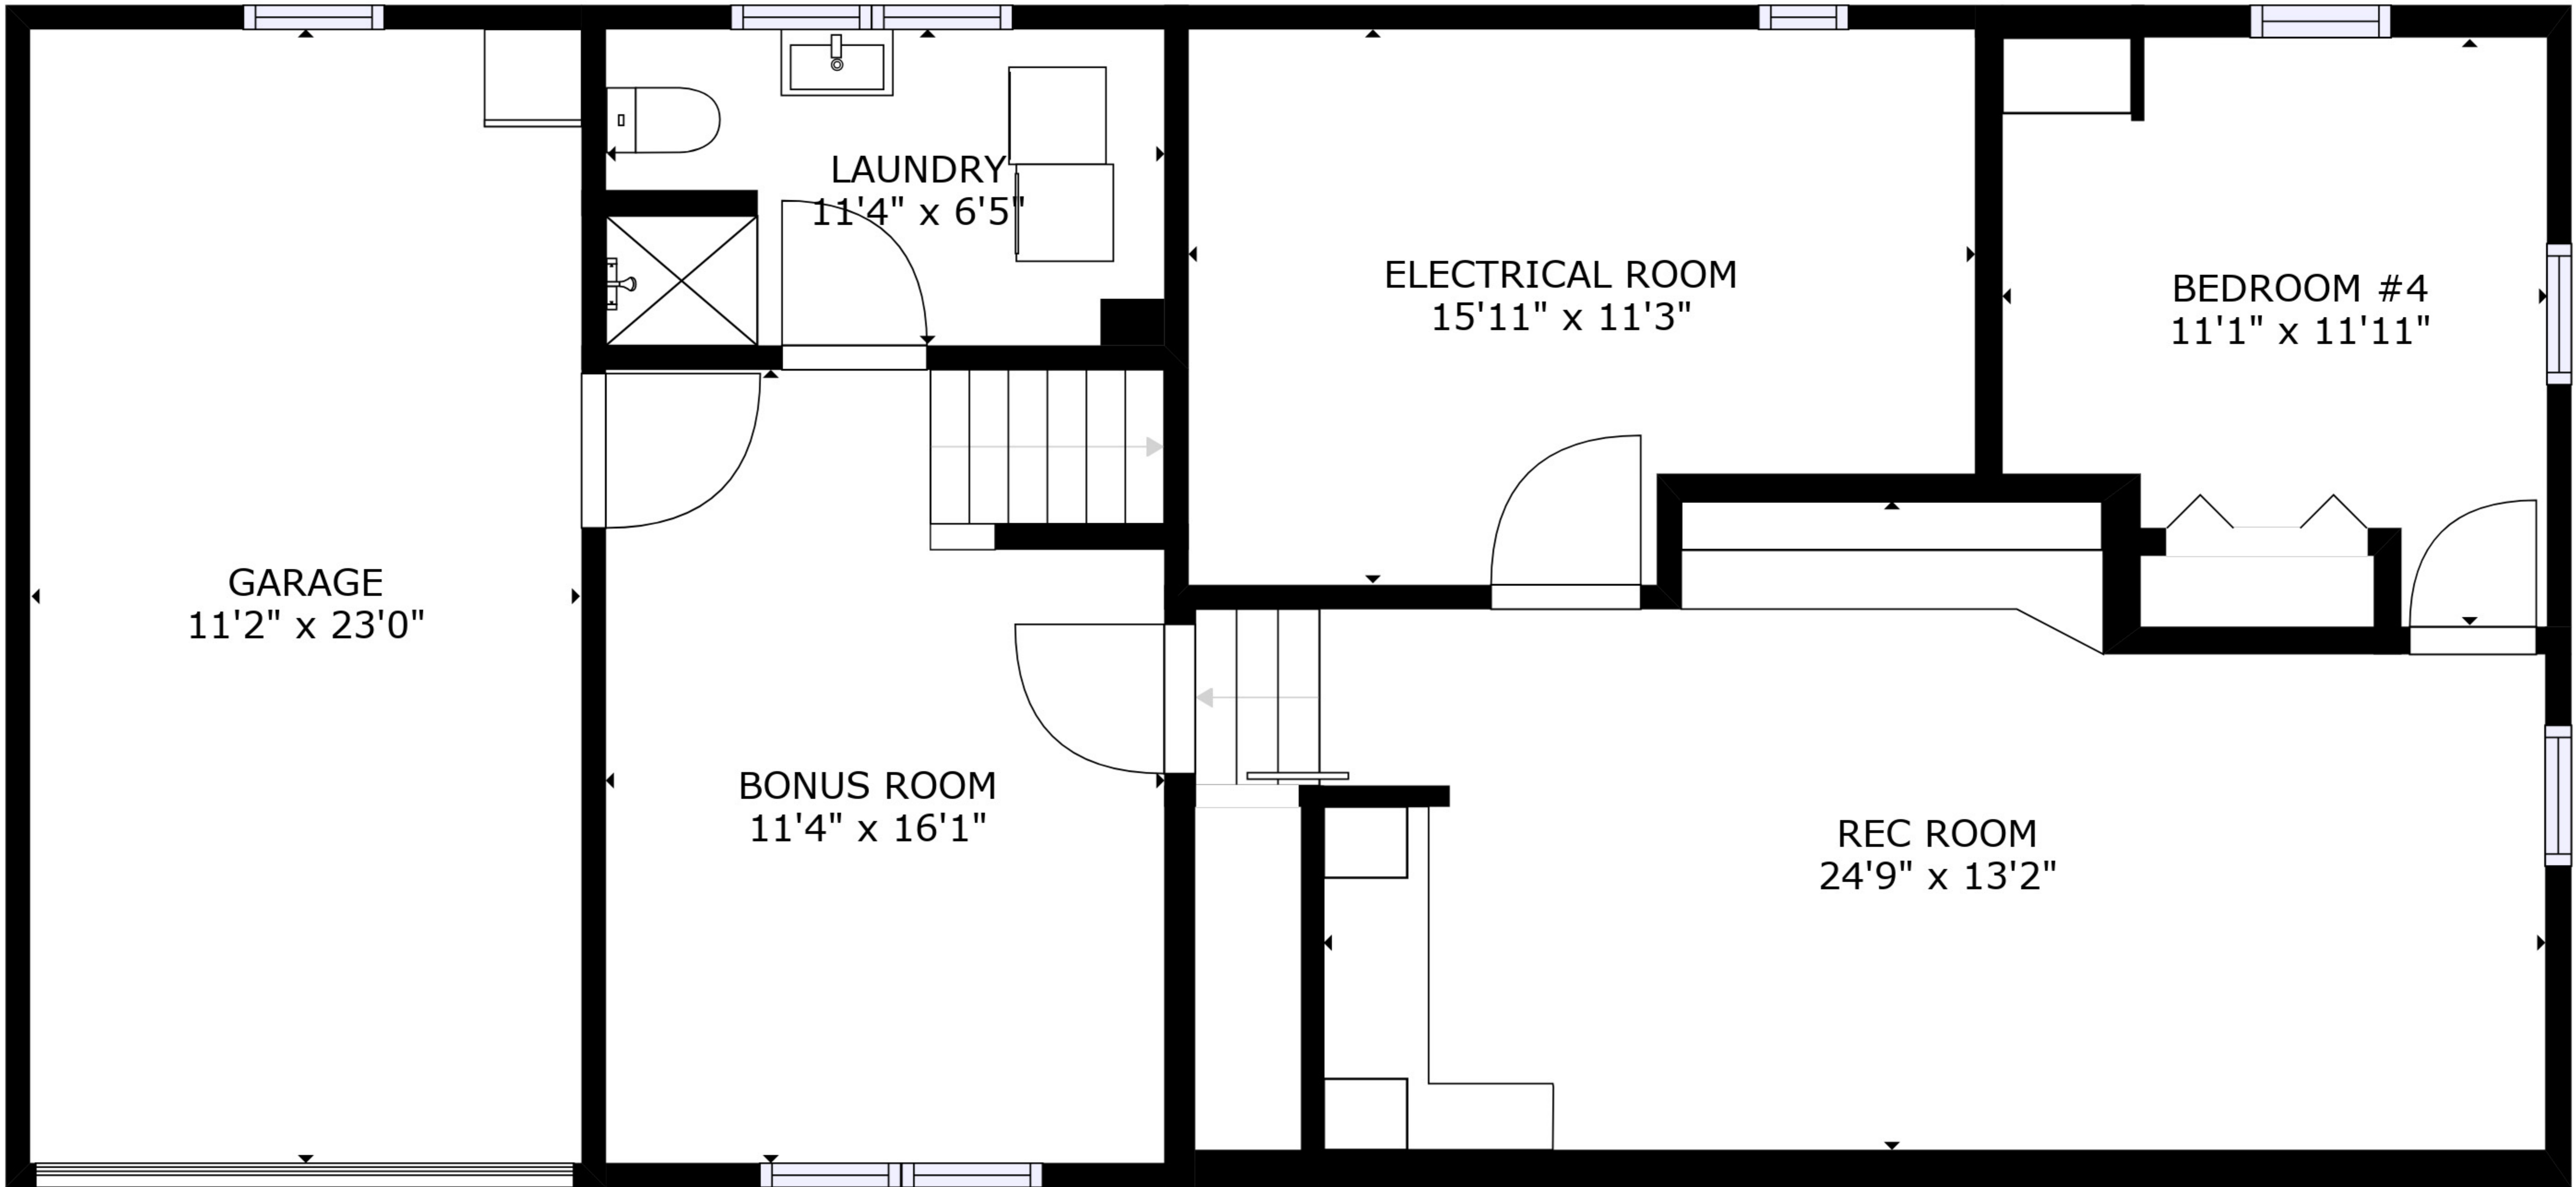 LAUNDRY
11'4" x 6'5"
ELECTRICAL ROOM
15'11" x 11'3"
BEDROOM #4
11'1" x 11'11"
GARAGE
11'2" x 23'0"
BONUS ROOM
11'4" x 16'1"
REC ROOM
24'9" x 13'2"